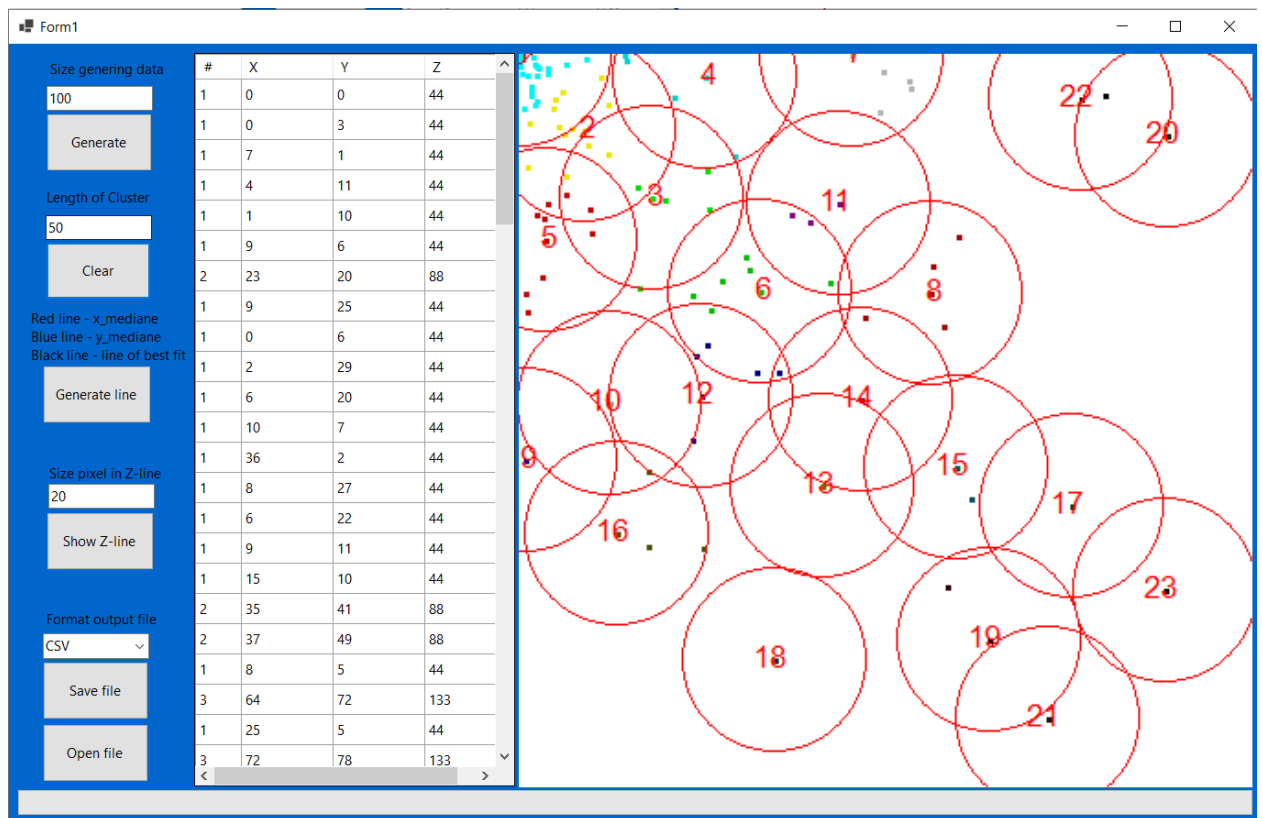 Form1
Size genering data
100
Generate
Length of Cluster
50
Clear
Red line - x_mediane
Blue line - y_mediane
Black line - line of best fit
Generate line
Size pixel in Z-line
20
Show Z-line
Format output file
CSV
Save file
Open file
# X Y Z
1 0 0 44
1 0 3 44
1 7 1 44
1 4 11 44
1 1 10 44
1 9 6 44
2 23 20 88
1 9 25 44
1 0 6 44
1 2 29 44
1 6 20 44
1 10 7 44
1 36 2 44
1 8 27 44
1 6 22 44
1 9 11 44
1 15 10 44
2 35 41 88
2 37 49 88
1 8 5 44
3 64 72 133
1 25 5 44
3 72 78 133
4
22
20
2
3
11
5
6
8
10
12
14
9
15
13
16
17
23
19
18
21